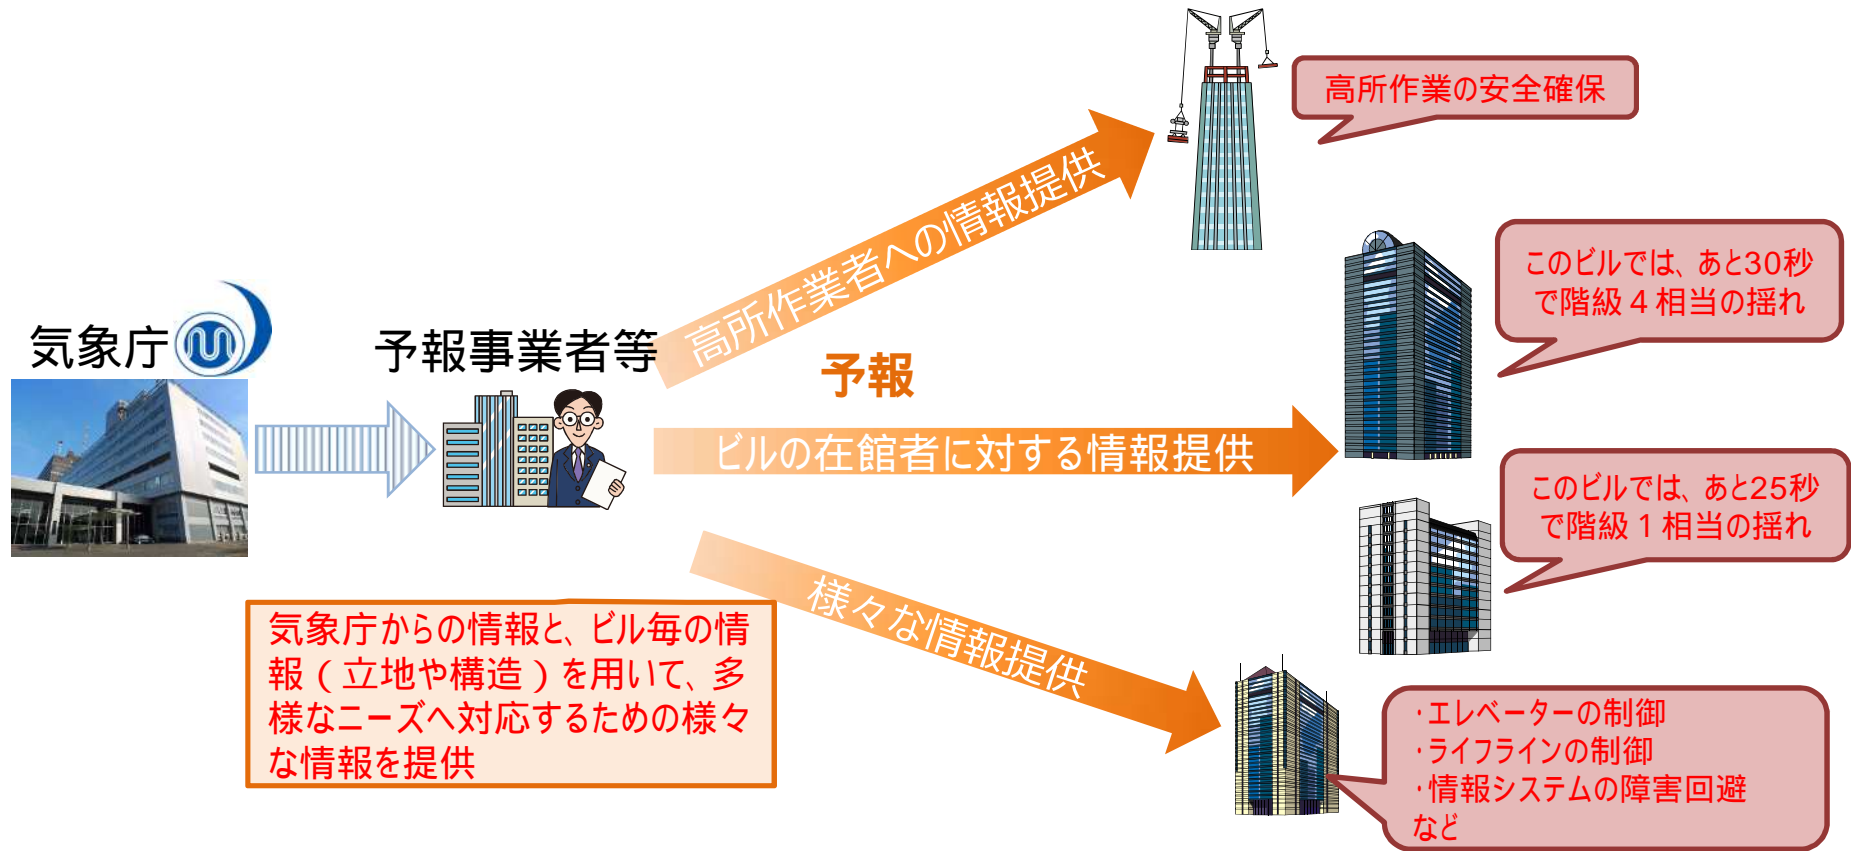 気象庁
予報事業者等
高所作業者への情報提供
予報
ビルの在館者に対する情報提供
様々な情報提供
高所作業の安全確保
このビルでは、あと30秒
で階級４相当の揺れ
このビルでは、あと25秒
で階級１相当の揺れ
・エレベーターの制御
・ライフラインの制御
・情報システムの障害回避
など
気象庁からの情報と、ビル毎の情
報（立地や構造）を用いて、多
様なニーズへ対応するための様々
な情報を提供